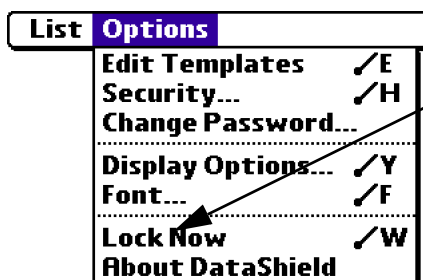 List Options
Edit Templates /E
Security... /H
Change Password...
Display Options... /Y
Font... /F
Lock Now /W
About DataShield